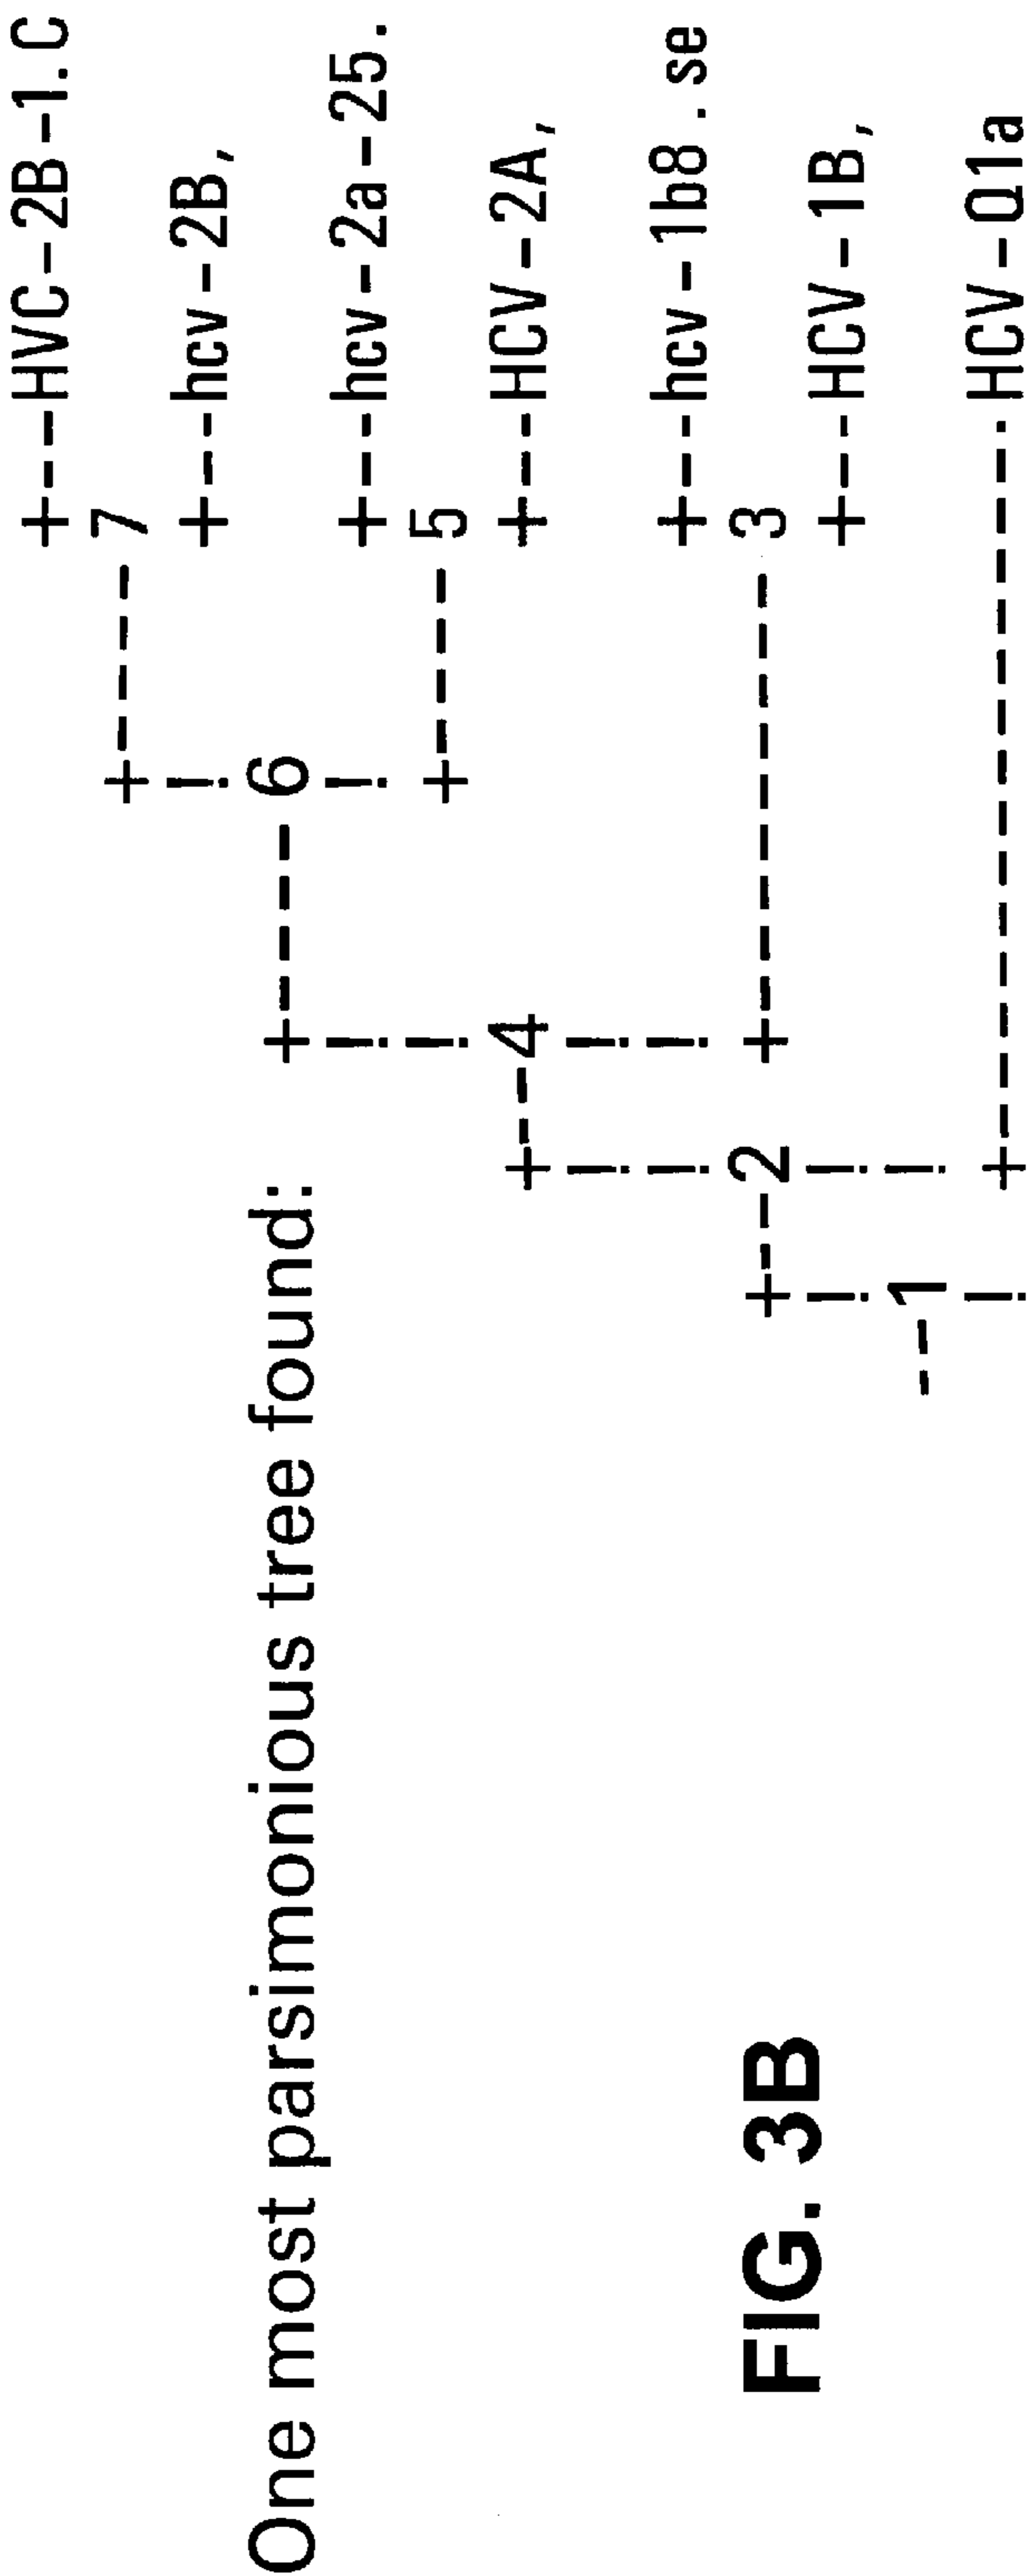 +---HVC-2B-1.C
+-----7
+---hcv-2B,
One most parsimonious tree found: +-----6
+---hcv-2a-25.
+-----5
+--4 +---HCV-2A,
+---hcv-1b8.se
FIG. 3B +--2 +----------3
+---HCV-1B,
--1
+---------------.HCV-Q1a